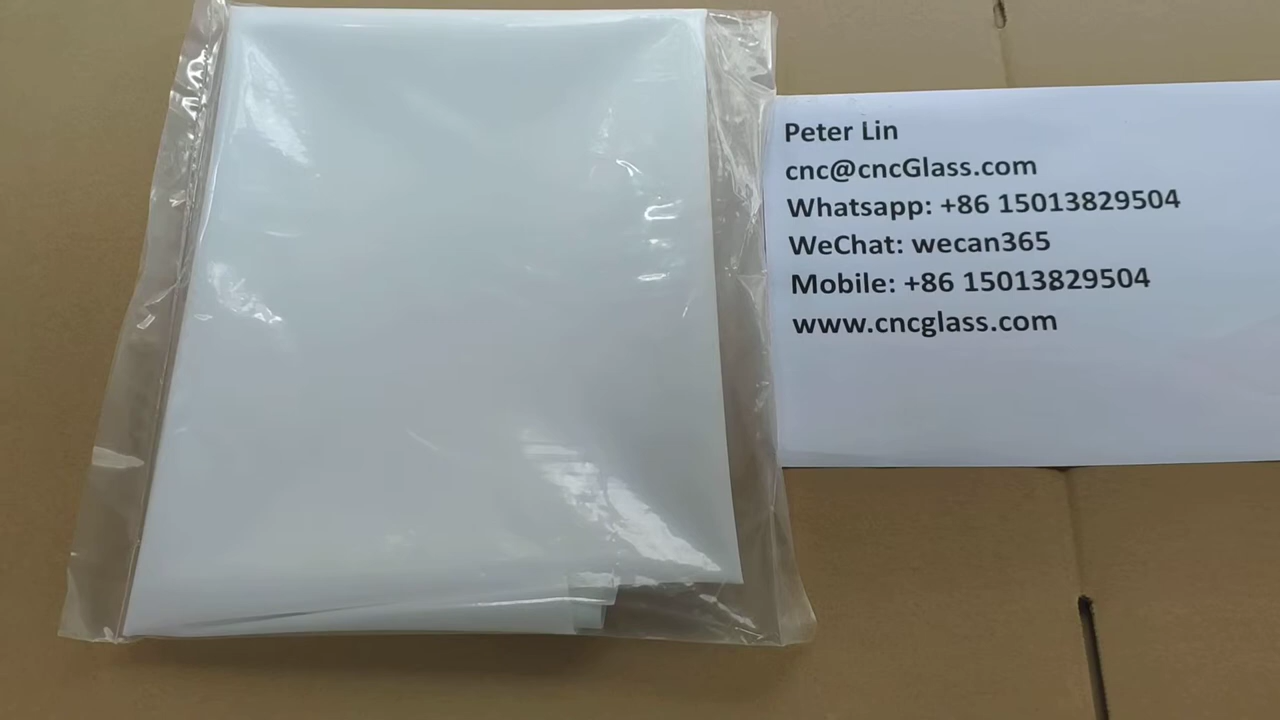 Peter Lin
cnc@cncGlass.com
Whatsapp: +86 15013829504
WeChat: wecan365
Mobile: +86 15013829504
www.cncglass.com